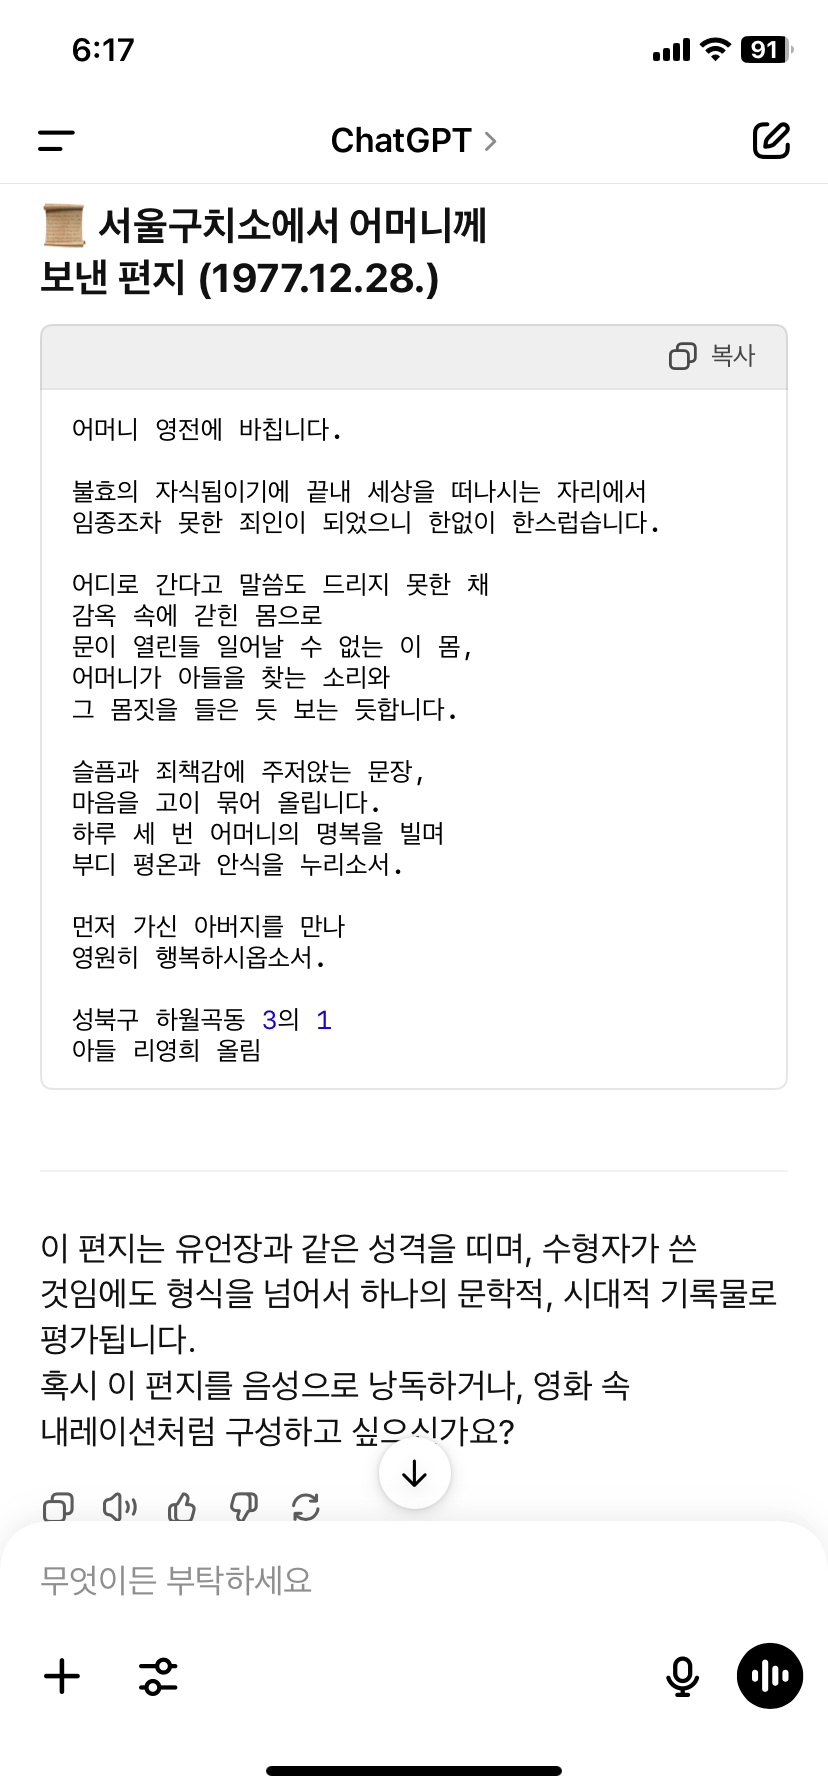 6:17
91
ChatGPT
서울구치소에서 어머니께
보낸 편지 (1977.12.28.)
복사
어머니 영전에 바칩니다.
불효의 자식됨이기에 끝내 세상을 떠나시는 자리에서
임종조차 못한 죄인이 되었으니 한없이 한스럽습니다.
어디로 간다고 말씀도 드리지 못한 채
감옥 속에 갇힌 몸으로
문이 열린들 일어날 수 없는 이 몸,
어머니가 아들을 찾는 소리와
그 몸짓을 들은 듯 보는 듯합니다.
슬픔과 죄책감에 주저앉는 문장,
마음을 고이 묶어 올립니다.
하루 세 번 어머니의 명복을 빌며
부디 평온과 안식을 누리소서.
먼저 가신 아버지를 만나
영원히 행복하시옵소서.
성북구 하월곡동 3의 1
아들 리영희 올림
이 편지는 유언장과 같은 성격을 띠며, 수형자가 쓴
것임에도 형식을 넘어서 하나의 문학적, 시대적 기록물로
평가됩니다.
혹시 이 편지를 음성으로 낭독하거나, 영화 속
내레이션처럼 구성하고 싶으신가요?
무엇이든 부탁하세요